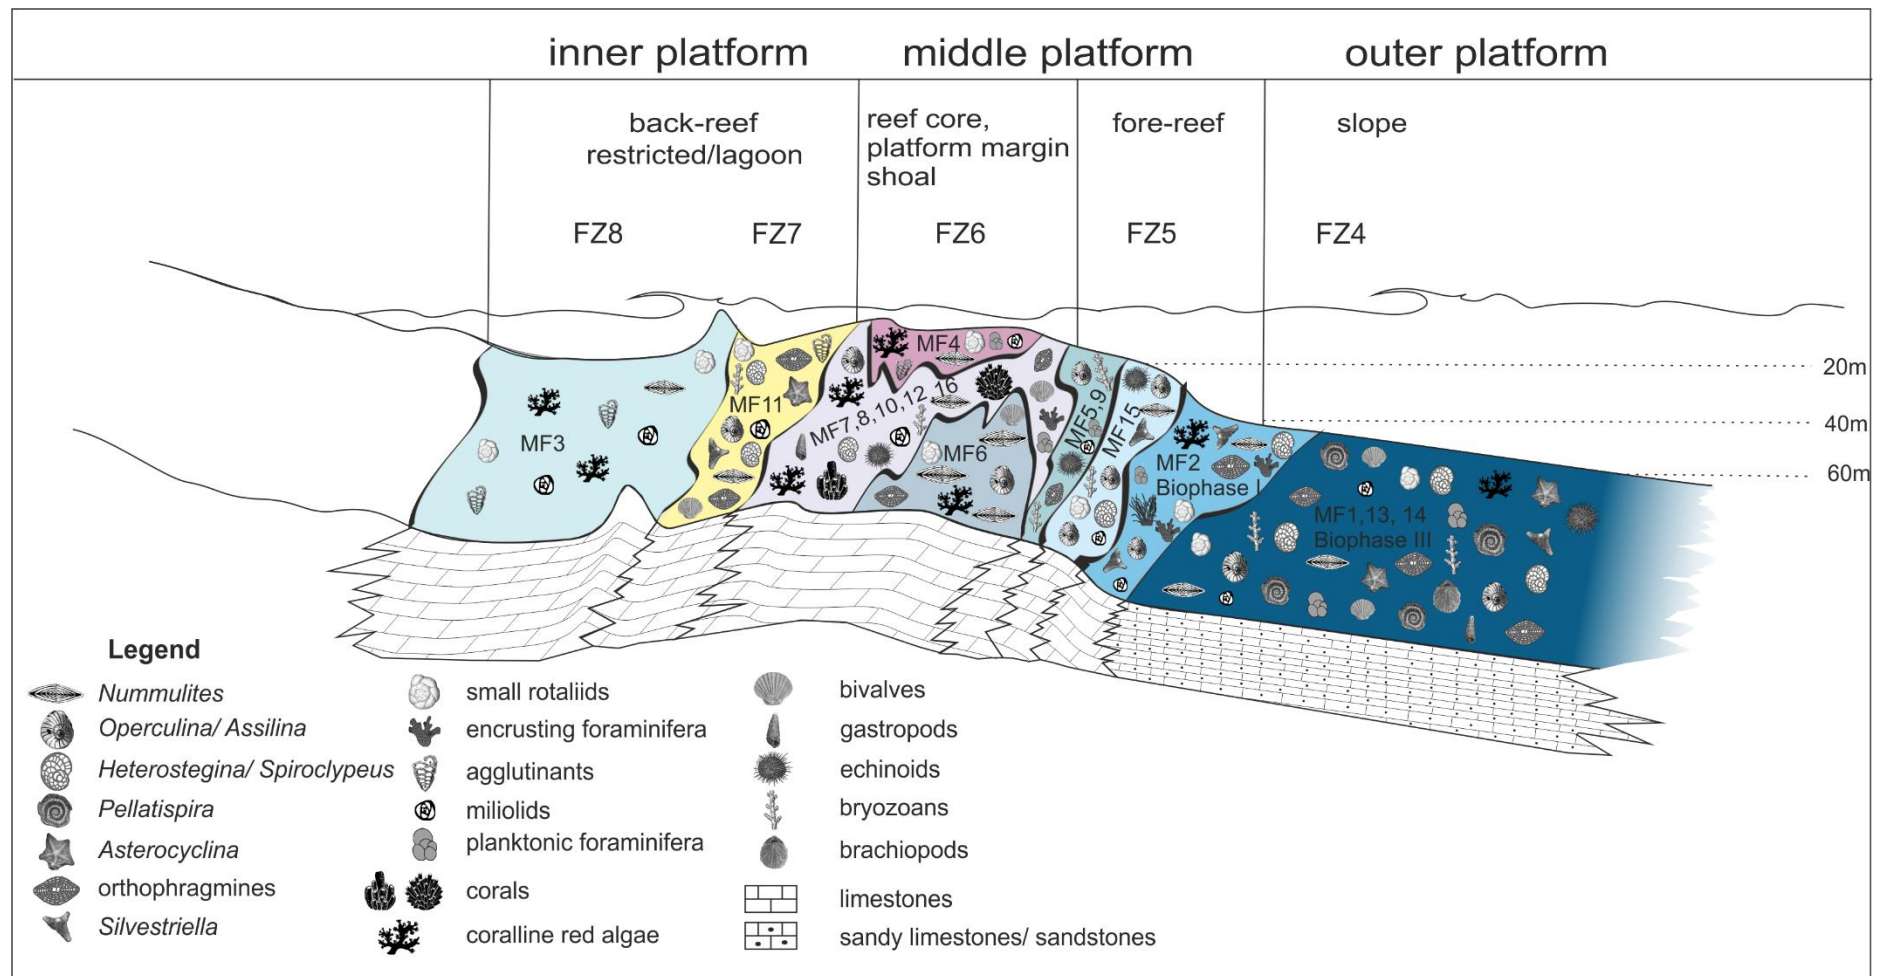 inner platform
middle platform
outer platform
back-reef
restricted/lagoon
reef core,
platform margin
shoal
fore-reef
slope
FZ8
FZ7
FZ6
FZ5
FZ4
20m
40m
60m
MF3
MF11
MF7,8,10,12,16
MF4
MF6
MF5,9
MF15
MF2
Biophase I
MF1,13, 14
Biophase III
Legend
Nummulites
Operculina/ Assilina
Heterostegina/ Spiroclypeus
Pellatispira
Asterocyclina
orthophragmines
Silvestriella
small rotaliids
encrusting foraminifera
agglutinants
miliolids
planktonic foraminifera
corals
coralline red algae
bivalves
gastropods
echinoids
bryozoans
brachiopods
limestones
sandy limestones/ sandstones